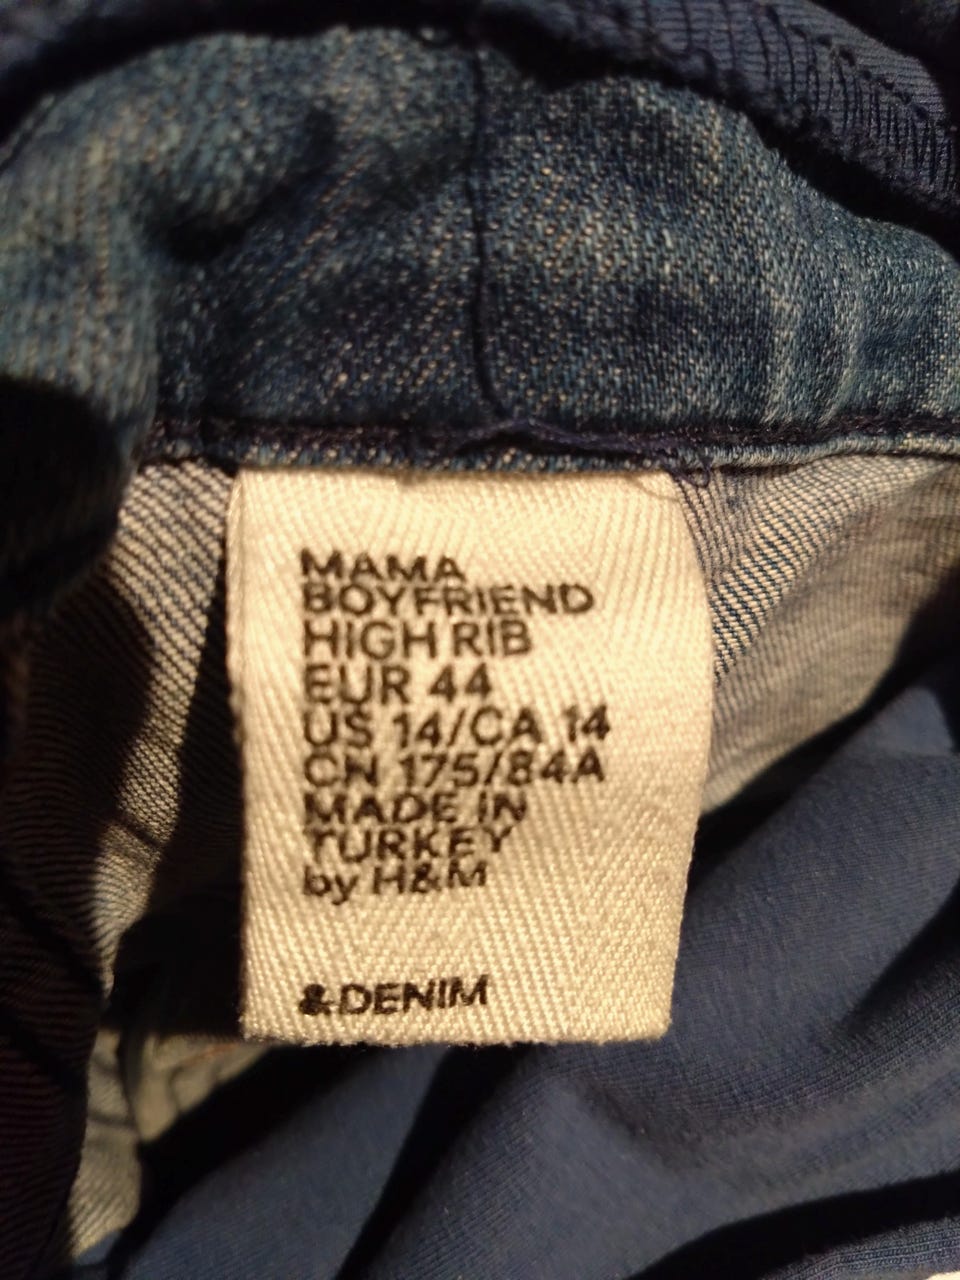 MAMA
BOYFRIEND
HIGH RIB
EUR 44
US 14/CA 14
CN 175/84A
MADE IN
TURKEY
by H&M
&DENIM